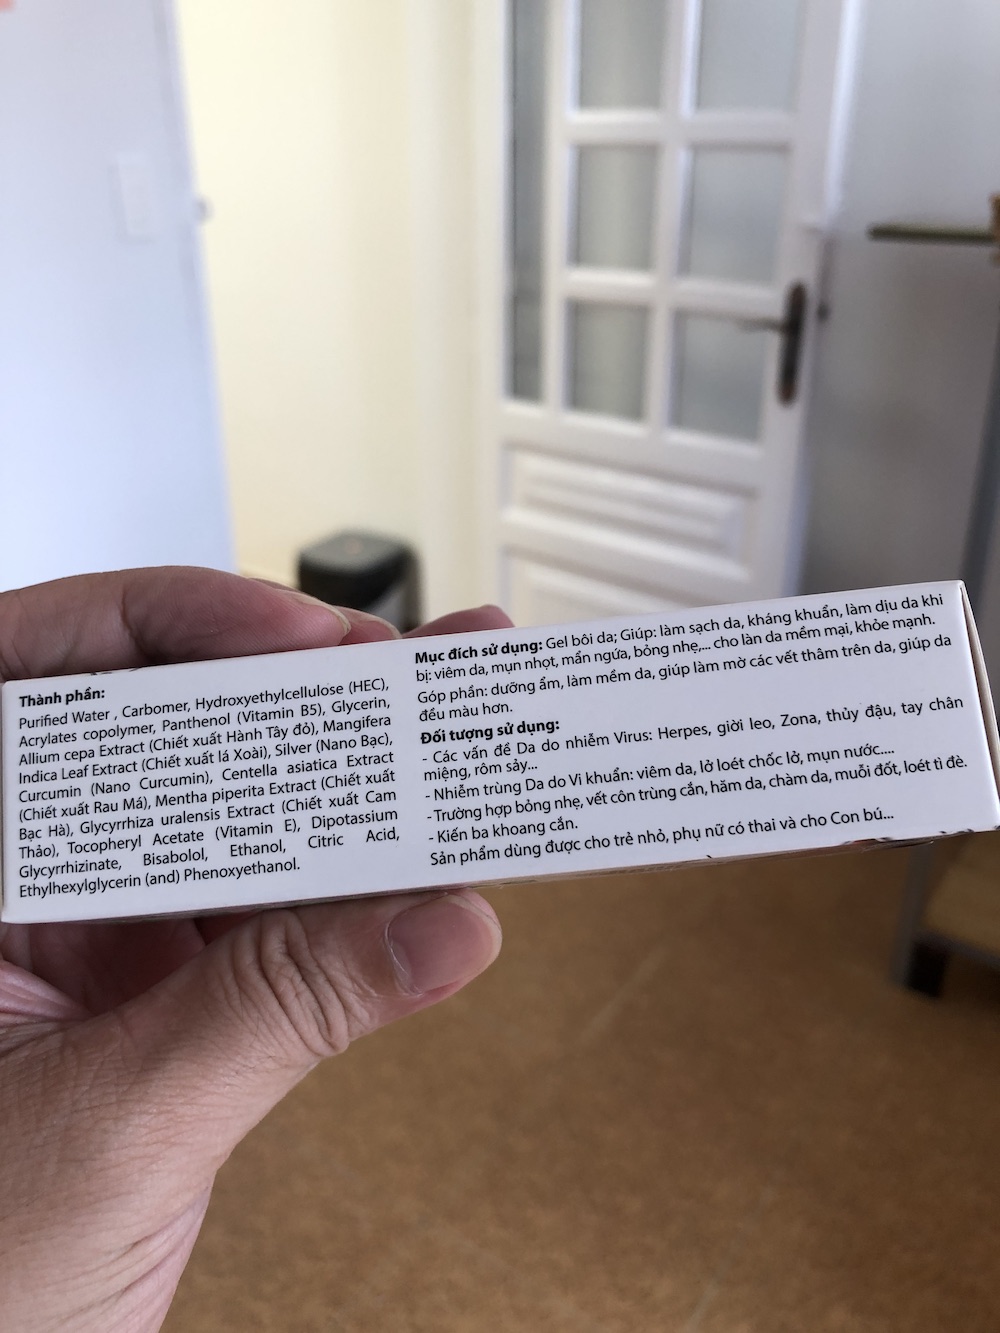 Thành phần:
Purified Water , Carbomer, Hydroxyethylcellulose (HEC),
Acrylates copolymer, Panthenol (Vitamin B5), Glycerin,
Allium cepa Extract (Chiết xuất Hành Tây đỏ), Mangifera
Indica Leaf Extract (Chiết xuất lá Xoài), Silver (Nano Bạc),
Curcumin (Nano Curcumin), Centella asiatica Extract
(Chiết xuất Rau Má), Mentha piperita Extract (Chiết xuất
Bạc Hà), Glycyrrhiza uralensis Extract (Chiết xuất Cam
Thảo), Tocopheryl Acetate (Vitamin E), Dipotassium
Glycyrrhizinate, Bisabolol, Ethanol, Citric Acid,
Ethylhexylglycerin (and) Phenoxyethanol.
Mục đích sử dụng: Gel bôi da; Giúp: làm sạch da, kháng khuẩn, làm dịu da khi
bị: viêm da, mụn nhọt, mẩn ngứa, bỏng nhẹ,... cho làn da mềm mại, khỏe mạnh.
Góp phần: dưỡng ẩm, làm mềm da, giúp làm mờ các vết thâm trên da, giúp da
đều màu hơn.
Đối tượng sử dụng:
- Các vấn đề Da do nhiễm Virus: Herpes, giời leo, Zona, thủy đậu, tay chân
miệng, rôm sảy...
- Nhiễm trùng Da do Vi khuẩn: viêm da, lở loét chốc lở, mụn nước....
- Trường hợp bỏng nhẹ, vết côn trùng cắn, hăm da, chàm da, muỗi đốt, loét tì đè.
- Kiến ba khoang cắn.
Sản phẩm dùng được cho trẻ nhỏ, phụ nữ có thai và cho Con bú...